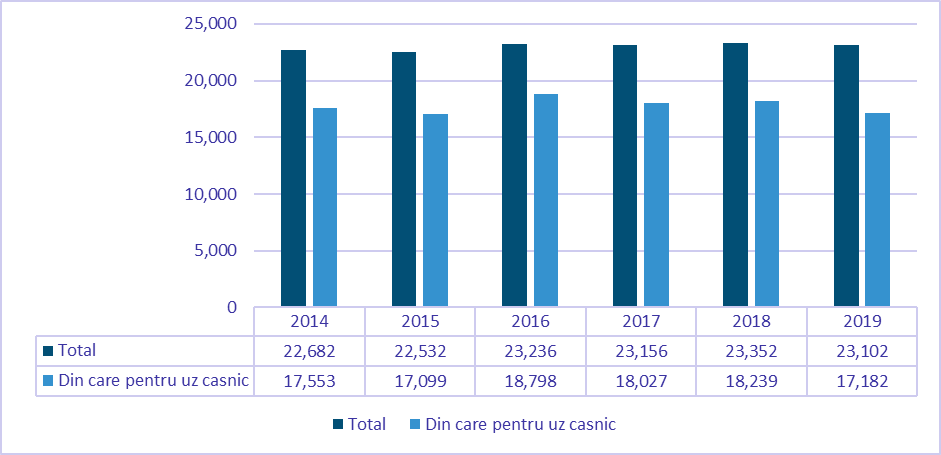 25,000
20,000
15,000
10,000
5,000
0
2014 2015 2016 2017 2018 2019
Total 22,682 22,532 23,236 23,156 23,352 23,102
Din care pentru uz casnic 17,553 17,099 18,798 18,027 18,239 17,182
Total Din care pentru uz casnic